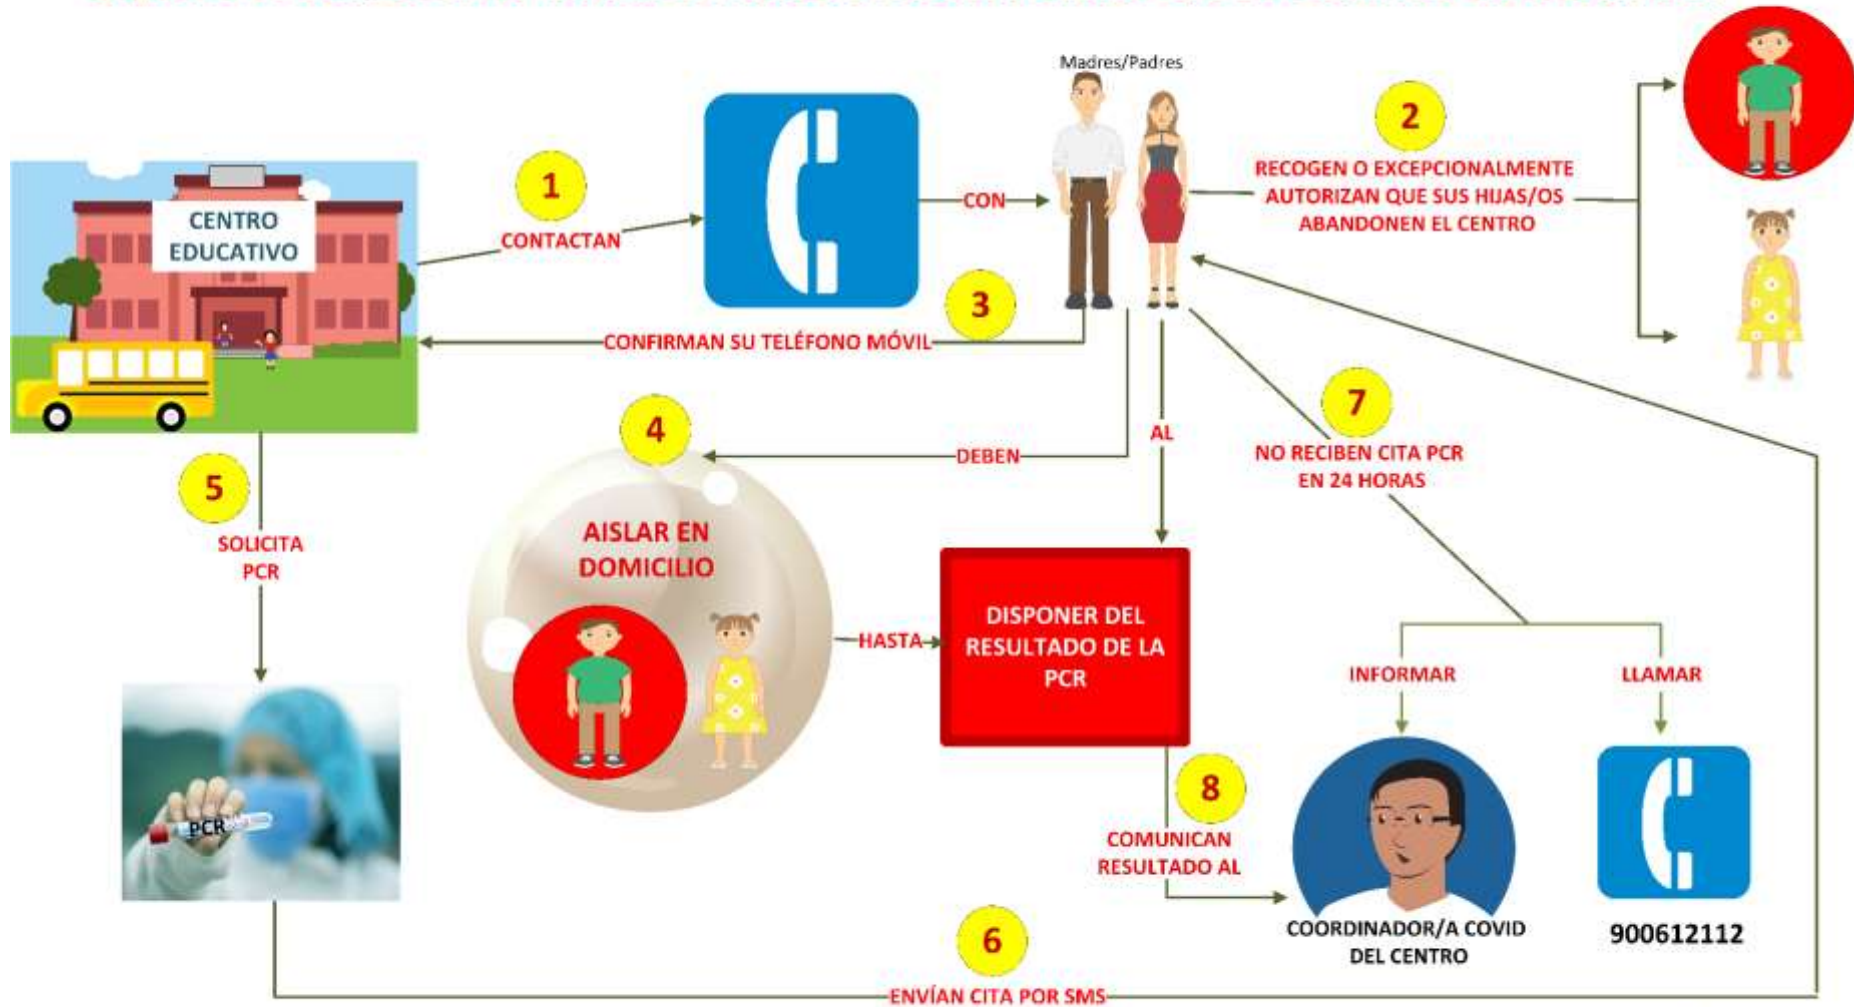 Madres/Padres
CENTRO
EDUCATIVO
1
CONTACTAN
CON
2
RECOGEN O EXCEPCIONALMENTE
AUTORIZAN QUE SUS HIJAS/OS
ABANDONEN EL CENTRO
3
CONFIRMAN SU TELÉFONO MÓVIL
4
DEBEN
AISLAR EN
DOMICILIO
HASTA
AL
DISPONER DEL
RESULTADO DE LA
PCR
5
SOLICITA
PCR
PCR
6
ENVÍAN CITA POR SMS
7
NO RECIBEN CITA PCR
EN 24 HORAS
INFORMAR
LLAMAR
8
COMUNICAN
RESULTADO AL
COORDINADOR/A COVID
DEL CENTRO
900612112